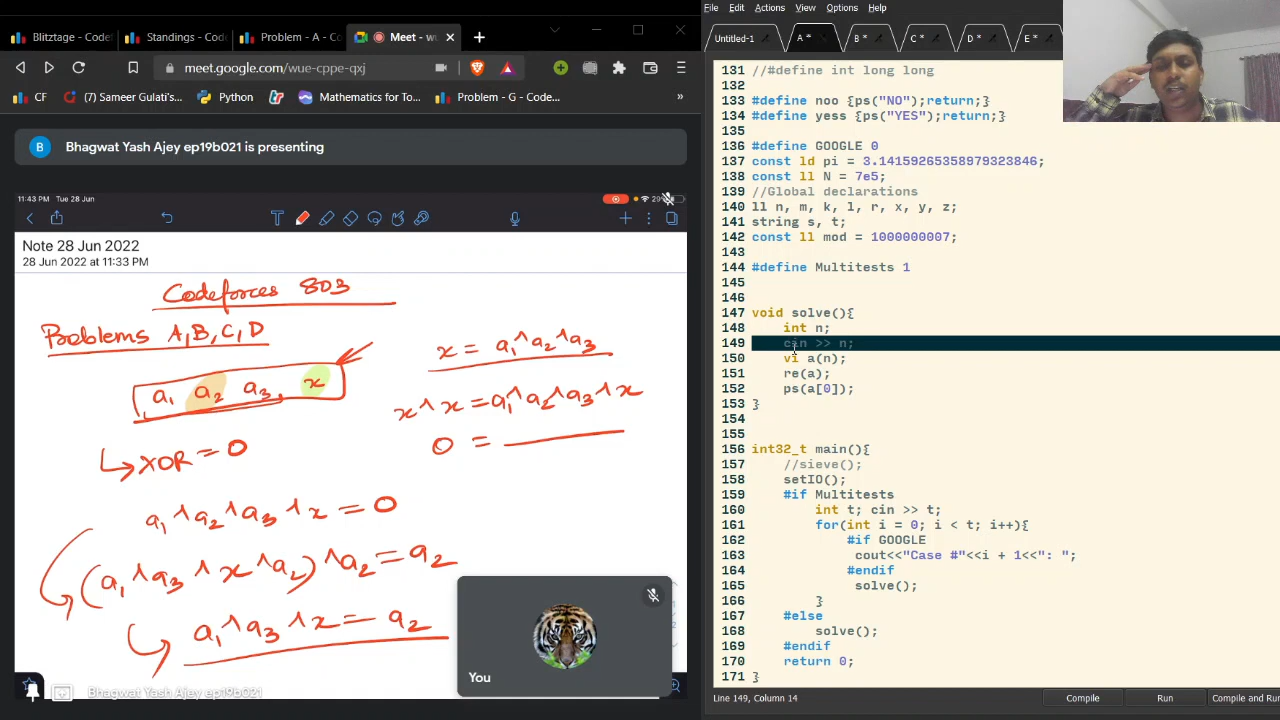 Blitztage - Codef
Standings - Cod
Problem - A - Co
Meet - wu
meet.google.com/wue-cppe-qxj
CF
(7) Sameer Gulati's...
Python
Mathematics for To...
Problem - G - Code...
»
B
Bhagwat Yash Ajey ep19b021 is presenting
11:43 PM Tue 28 Jun
29%
Note 28 Jun 2022
28 Jun 2022 at 11:33 PM
Codeforces 803
Problems A,B,C,D
a1 a2 a3, x
XOR = 0
a1^a2^a3^x = 0
(a1^a3^x^a2)^a2 = a2
a1^a3^x = a2
x = a1^a2^a3
x^x = a1^a2^a3^x
0 =
You
Bhagwat Yash Ajey ep19b021
File Edit Actions View Options Help
Untitled-1 A * B * C * D * E *
131 //#define int long long
132
133 #define noo {ps("NO");return;}
134 #define yess {ps("YES");return;}
135
136 #define GOOGLE 0
137 const ld pi = 3.14159265358979323846;
138 const ll N = 7e5;
139 //Global declarations
140 ll n, m, k, l, r, x, y, z;
141 string s, t;
142 const ll mod = 1000000007;
143
144 #define Multitests 1
145
146
147 void solve(){
148 int n;
149 cin >> n;
150 vi a(n);
151 re(a);
152 ps(a[0]);
153 }
154
155
156 int32_t main(){
157 //sieve();
158 setIO();
159 #if Multitests
160 int t; cin >> t;
161 for(int i = 0; i < t; i++){
162 #if GOOGLE
163 cout<<"Case #"<<i + 1<<": ";
164 #endif
165 solve();
166 }
167 #else
168 solve();
169 #endif
170 return 0;
171 }
Line 149, Column 14
Compile
Run
Compile and Run